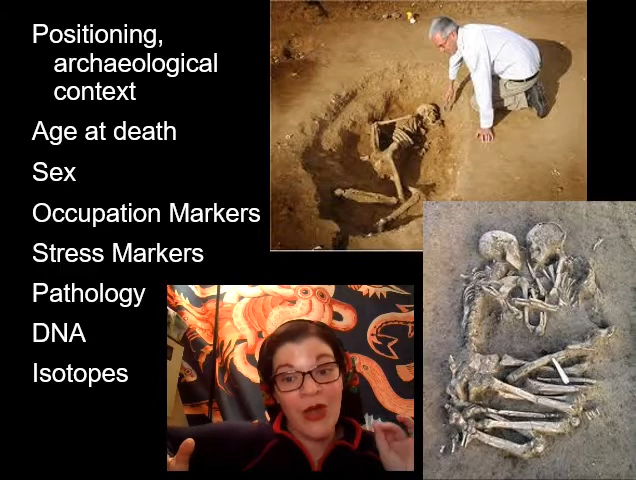 Positioning,
archaeological
context
Age at death
Sex
Occupation Markers
Stress Markers
Pathology
DNA
Isotopes